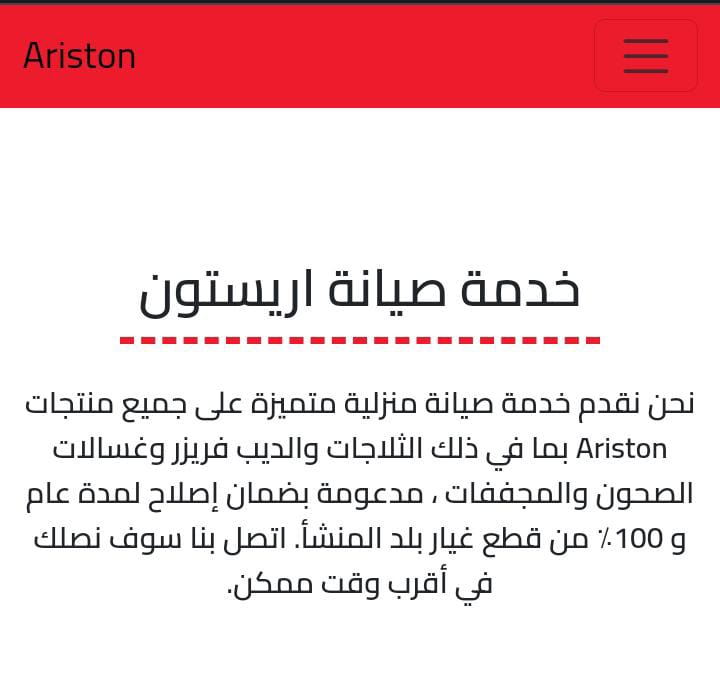 Ariston
خدمة صيانة اريستون
نحن نقدم خدمة صيانة منزلية متميزة على جميع منتجات
Ariston بما في ذلك الثلاجات والديب فريزر وغسالات
الصحون والمجففات ، مدعومة بضمان إصلاح لمدة عام
و 100٪ من قطع غيار بلد المنشأ. اتصل بنا سوف نصلك
في أقرب وقت ممكن.